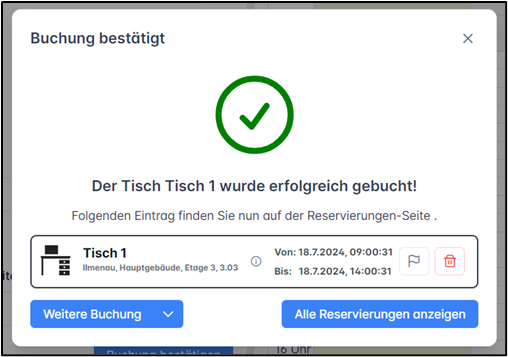 Buchung bestätigt
Der Tisch Tisch 1 wurde erfolgreich gebucht!
Folgenden Eintrag finden Sie nun auf der Reservierungen-Seite .
Tisch 1
Ilmenau, Hauptgebäude, Etage 3, 3.03
Von: 18.7.2024, 09:00:31
Bis: 18.7.2024, 14:00:31
Weitere Buchung
Alle Reservierungen anzeigen
Buchung bestätigen
16 Uhr